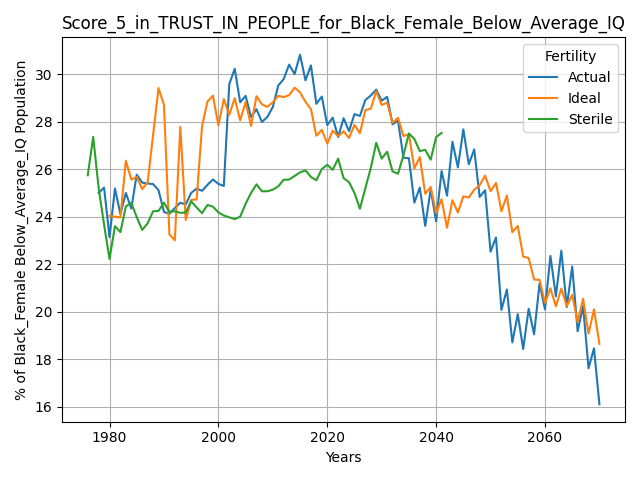 Score_5_in_TRUST_IN_PEOPLE_for_Black_Female_Below_Average_IQ
% of Black_Female Below_Average_IQ Population
30
28
26
24
22
20
18
16
Fertility
Actual
Ideal
Sterile
1980
2000
2020
2040
2060
Years